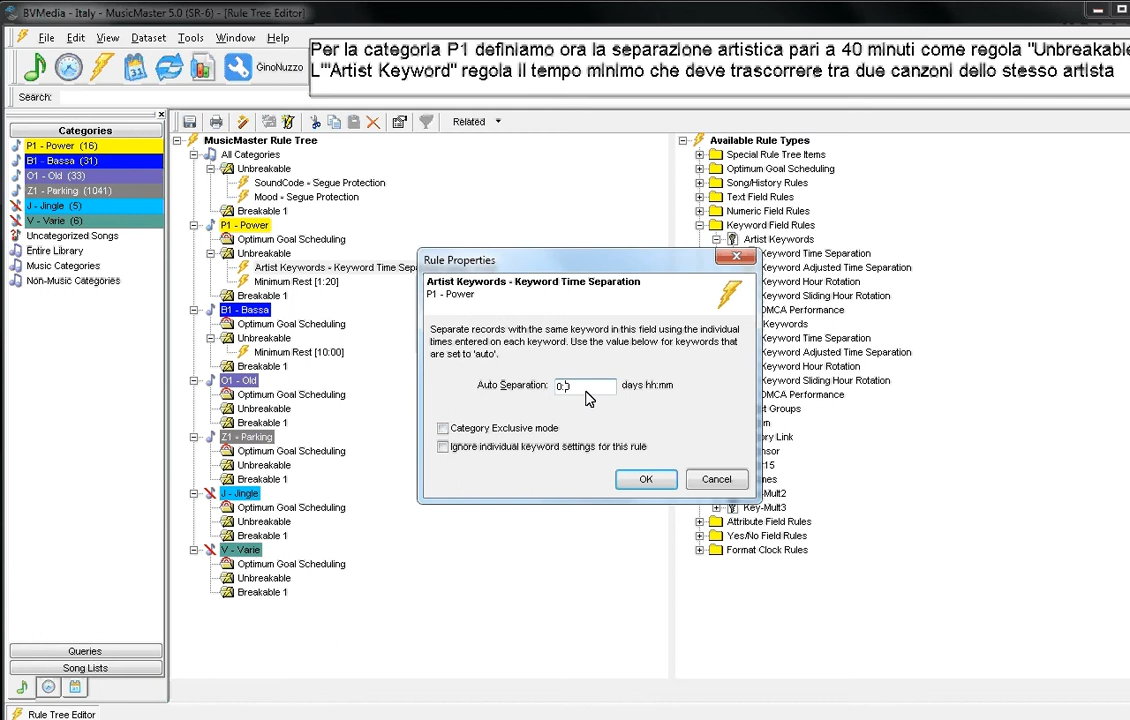 BVMedia - Italy - MusicMaster 5.0 (SR-6) - [Rule Tree Editor]
File Edit View Dataset Tools Window Help
GinoNuzzo
Per la categoria P1 definiamo ora la separazione artistica pari a 40 minuti come regola "Unbreakable
L'"Artist Keyword" regola il tempo minimo che deve trascorrere tra due canzoni dello stesso artista
Search:
Related
Categories
P1 - Power (16)
B1 - Bassa (31)
O1 - Old (33)
Z1 - Parking (1041)
J - Jingle (5)
V - Varie (6)
Uncategorized Songs
Entire Library
Music Categories
Non-Music Categories
Queries
Song Lists
Rule Tree Editor
MusicMaster Rule Tree
All Categories
Unbreakable
SoundCode - Segue Protection
Mood - Segue Protection
Breakable 1
P1 - Power
Optimum Goal Scheduling
Unbreakable
Artist Keywords - Keyword Time Sepa
Minimum Rest [1:20]
Breakable 1
B1 - Bassa
Optimum Goal Scheduling
Unbreakable
Minimum Rest [10:00]
Breakable 1
O1 - Old
Optimum Goal Scheduling
Unbreakable
Breakable 1
Z1 - Parking
Optimum Goal Scheduling
Unbreakable
Breakable 1
J - Jingle
Optimum Goal Scheduling
Unbreakable
Breakable 1
V - Varie
Optimum Goal Scheduling
Unbreakable
Breakable 1
Rule Properties
Artist Keywords - Keyword Time Separation
P1 - Power
Separate records with the same keyword in this field using the individual
times entered on each keyword. Use the value below for keywords that
are set to 'auto'.
Auto Separation: days hh:mm
Category Exclusive mode
Ignore individual keyword settings for this rule
OK Cancel
Available Rule Types
Special Rule Tree Items
Optimum Goal Scheduling
Song/History Rules
Text Field Rules
Numeric Field Rules
Keyword Field Rules
Artist Keywords
Keyword Time Separation
Keyword Adjusted Time Separation
Keyword Hour Rotation
Keyword Sliding Hour Rotation
DMCA Performance
Keywords
Keyword Time Separation
Keyword Adjusted Time Separation
Keyword Hour Rotation
Keyword Sliding Hour Rotation
DMCA Performance
Groups
Link
Key-Mult3
Attribute Field Rules
Yes/No Field Rules
Format Clock Rules